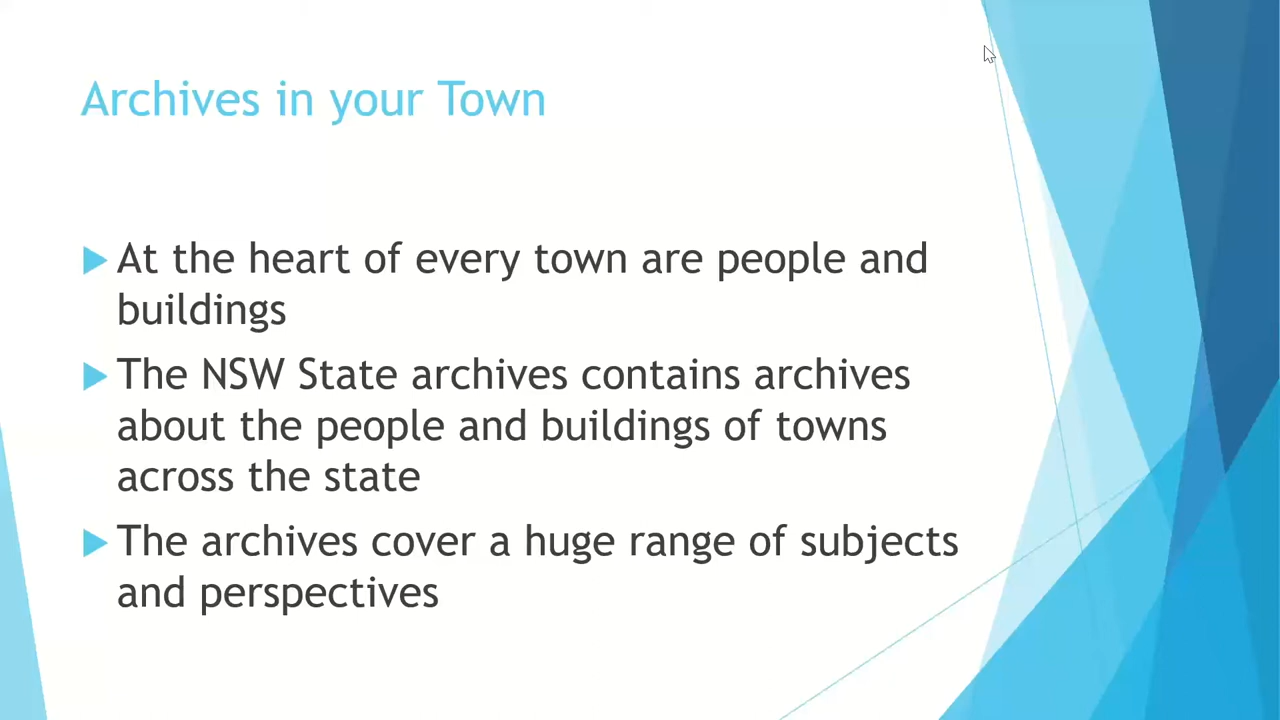 Archives in your Town
At the heart of every town are people and
buildings
The NSW State archives contains archives
about the people and buildings of towns
across the state
The archives cover a huge range of subjects
and perspectives